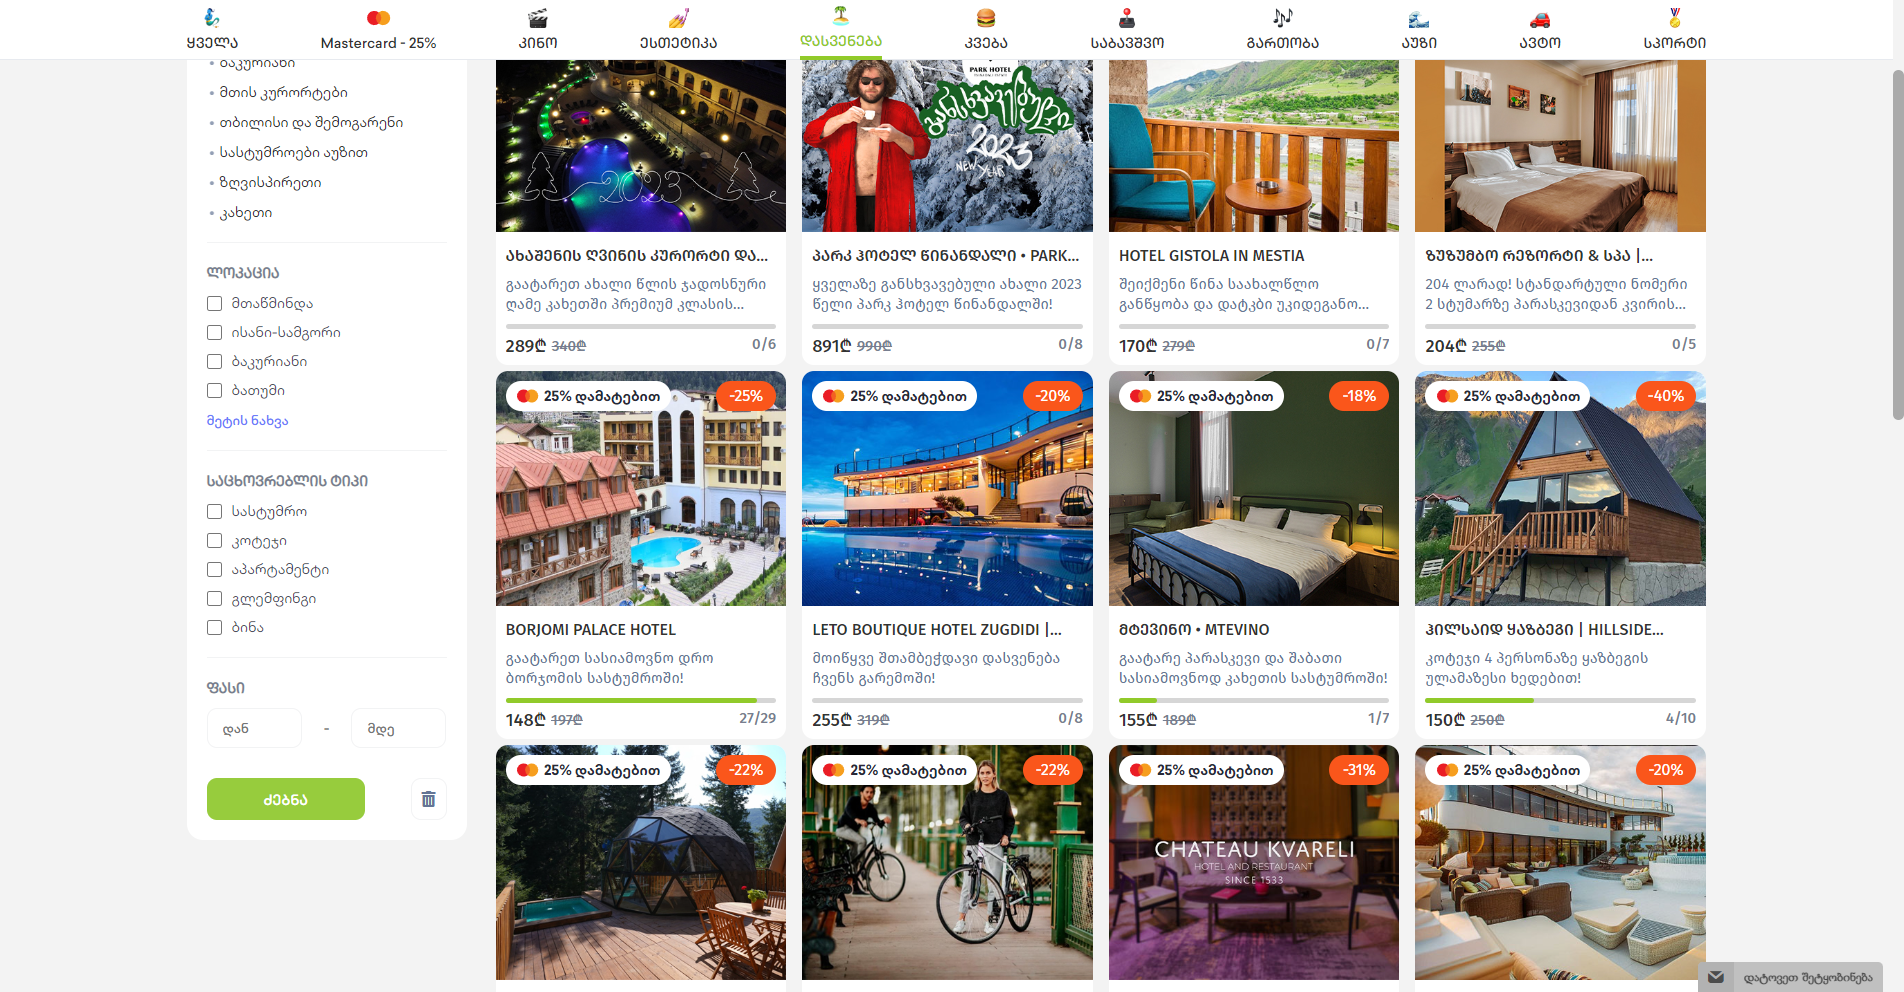 ყველა
Mastercard - 25%
კინო
ესთეტიკა
დასვენება
კვება
საბავშვო
გართობა
აუზი
ავტო
სპორტი
ბაკურიანი
მთის კურორტები
თბილისი და შემოგარენი
სასტუმროები აუზით
ზღვისპირეთი
კახეთი
ლოკაცია
მთაწმინდა
ისანი-სამგორი
ბაკურიანი
ბათუმი
მეტის ნახვა
საცხოვრებლის ტიპი
სასტუმრო
კოტეჯი
აპარტამენტი
გლემფინგი
ბინა
ფასი
დან - მდე
ძებნა
2023
ახაშენის ღვინის კურორტი და...
გაატარეთ ახალი წლის ჯადოსნური
ღამე კახეთში პრემიუმ კლასის...
289₾ 340₾ 0/6
PARK HOTEL
განსხვავებული
2023
NEW YEAR
პარკ ჰოტელ წინანდალი • PARK...
ყველაზე განსხვავებული ახალი 2023
წელი პარკ ჰოტელ წინანდალში!
891₾ 990₾ 0/8
HOTEL GISTOLA IN MESTIA
შეიქმენი წინა საახალწლო
განწყობა და დატკბი უკიდეგანო...
170₾ 279₾ 0/7
ზუზუმბო რეზორტი & სპა |...
204 ლარად! სტანდარტული ნომერი
2 სტუმარზე პარასკევიდან კვირის...
204₾ 255₾ 0/5
25% დამატებით -25%
BORJOMI PALACE HOTEL
გაატარეთ სასიამოვნო დრო
ბორჯომის სასტუმროში!
148₾ 197₾ 27/29
25% დამატებით -20%
LETO BOUTIQUE HOTEL ZUGDIDI |...
მოიწყვე შთამბეჭდავი დასვენება
ჩვენს გარემოში!
255₾ 319₾ 0/8
25% დამატებით -18%
მტევინო • MTEVINO
გაატარე პარასკევი და შაბათი
სასიამოვნოდ კახეთის სასტუმროში!
155₾ 189₾ 1/7
25% დამატებით -40%
ჰილსაიდ ყაზბეგი | HILLSIDE...
კოტეჯი 4 პერსონაზე ყაზბეგის
ულამაზესი ხედებით!
150₾ 250₾ 4/10
25% დამატებით -22%
25% დამატებით -22%
25% დამატებით -31%
CHATEAU KVARELI
HOTEL AND RESTAURANT
SINCE 1533
25% დამატებით -20%
დატოვეთ შეტყობინება